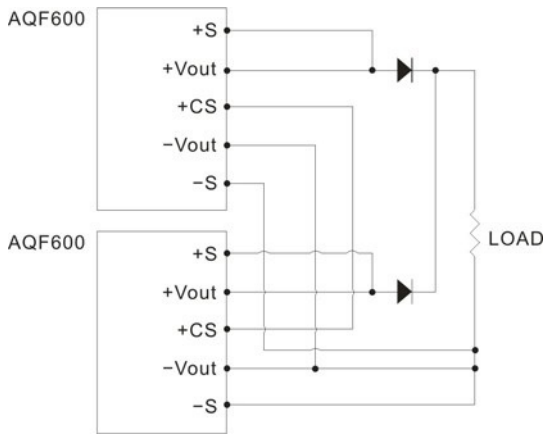 AQF600
+S
+Vout
+CS
−Vout
−S
AQF600
+S
+Vout
+CS
−Vout
−S
LOAD